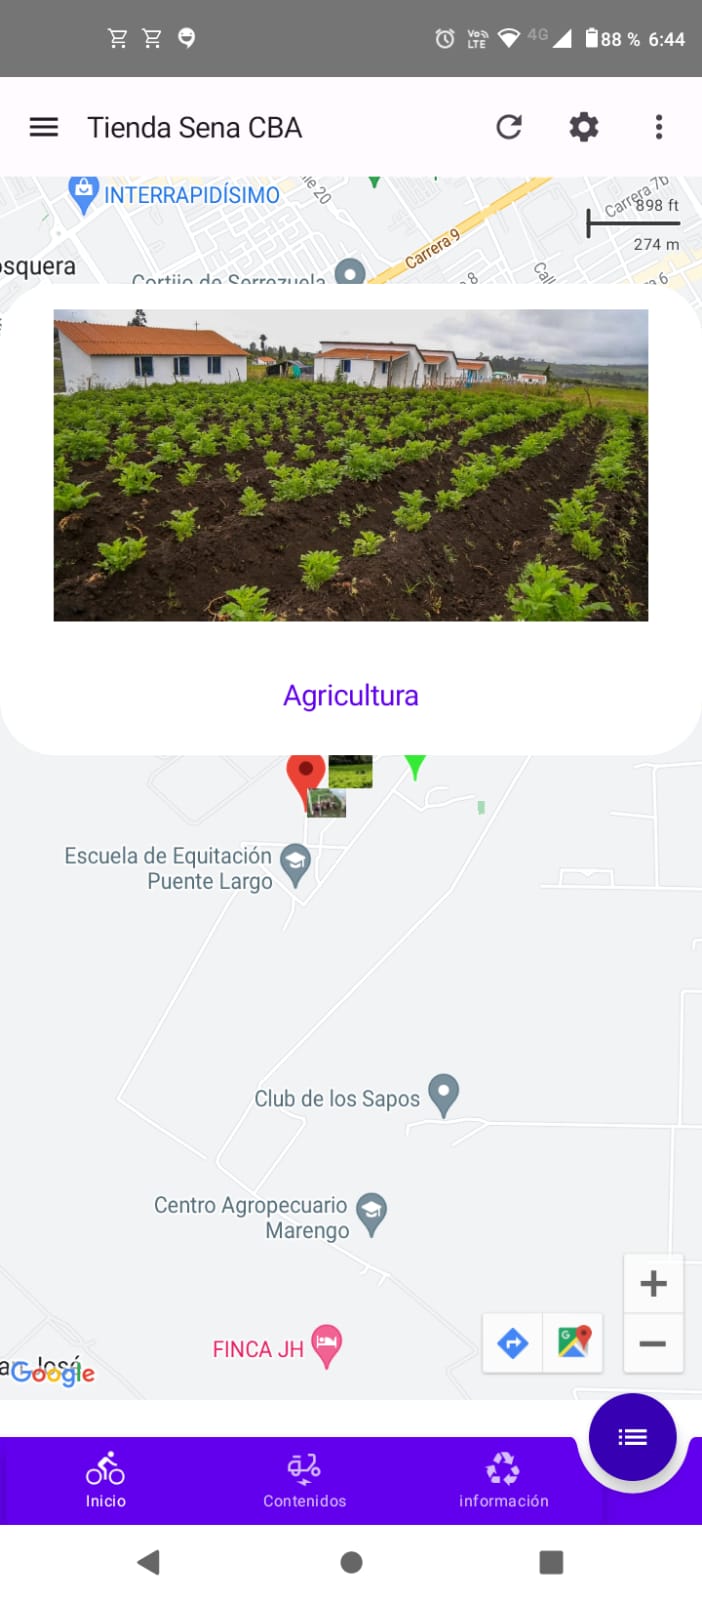 Vo)) LTE
4G
88 % 6:44
Tienda Sena CBA
INTERRAPIDÍSIMO
Carrera 7b
898 ft
274 m
Carrera 9
osquera
Cortijo de Serrezuela
Agricultura
Escuela de Equitación
Puente Largo
Club de los Sapos
Centro Agropecuario
Marengo
FINCA JH
Google
Inicio
Contenidos
información